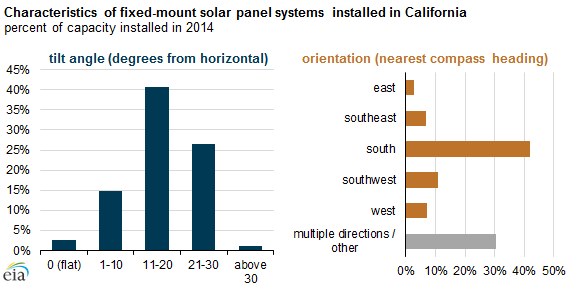 Characteristics of fixed-mount solar panel systems installed in California
percent of capacity installed in 2014
tilt angle (degrees from horizontal)
45%
40%
35%
30%
25%
20%
15%
10%
5%
0%
0 (flat)
1-10
11-20
21-30
above
30
eia
orientation (nearest compass heading)
east
southeast
south
southwest
west
multiple directions /
other
0%
10%
20%
30%
40%
50%